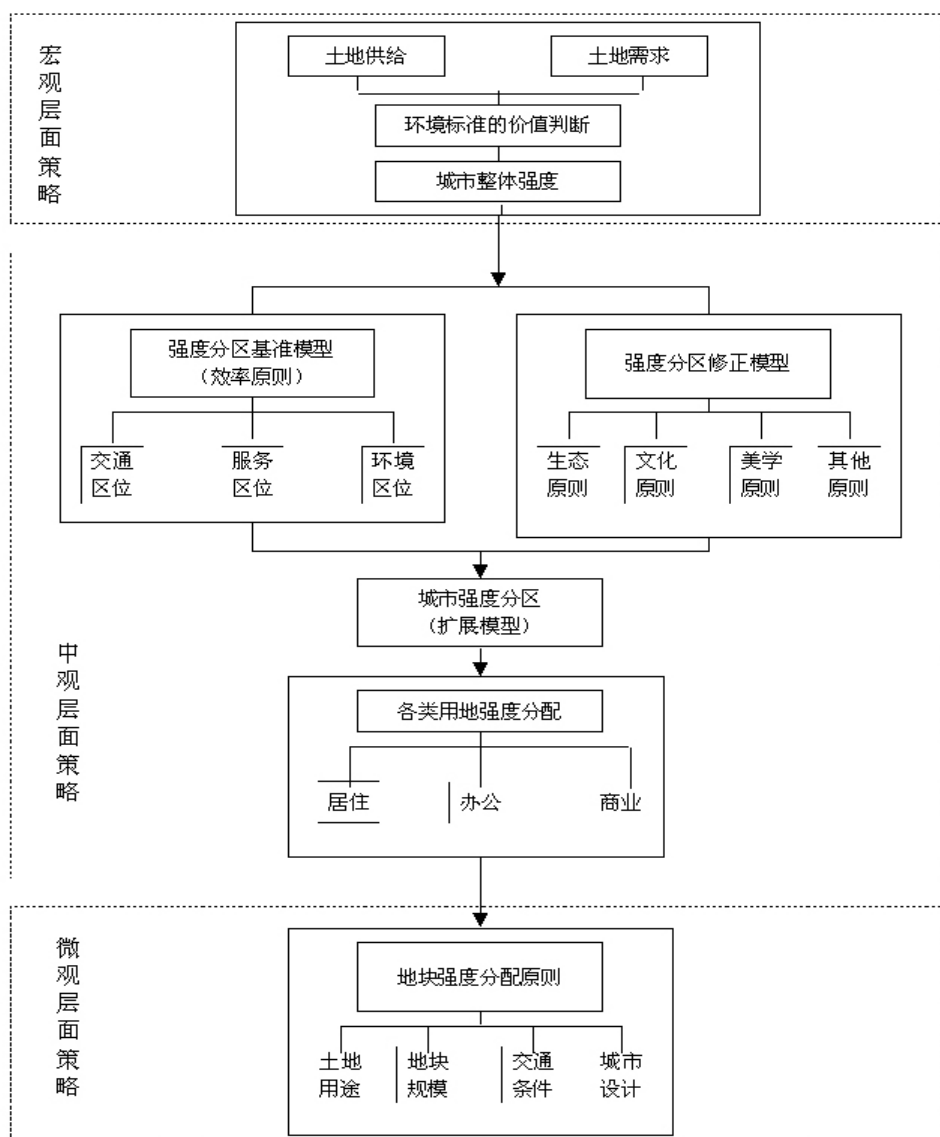 宏观层面策略
土地供给
土地需求
环境标准的价值判断
城市整体强度
中观层面策略
强度分区基准模型
(效率原则)
交通
区位
服务
区位
环境
区位
强度分区修正模型
生态
原则
文化
原则
美学
原则
其他
原则
城市强度分区
(扩展模型)
各类用地强度分配
居住
办公
商业
微观层面策略
地块强度分配原则
土地
用途
地块
规模
交通
条件
城市
设计